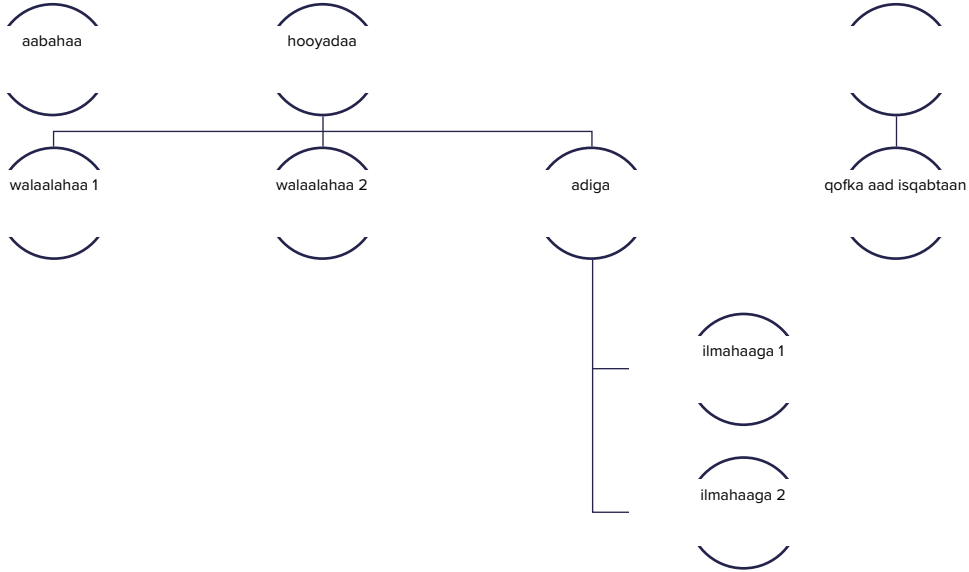 aabahaa
hooyadaa
walaalahaa 1
walaalahaa 2
adiga
qofka aad isqabtaan
ilmahaaga 1
ilmahaaga 2